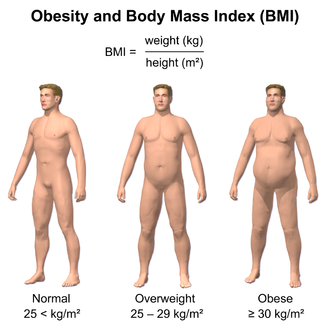 Obesity and Body Mass Index (BMI)
BMI = weight (kg)
height (m²)
Normal
25 < kg/m²
Overweight
25 – 29 kg/m²
Obese
≥ 30 kg/m²